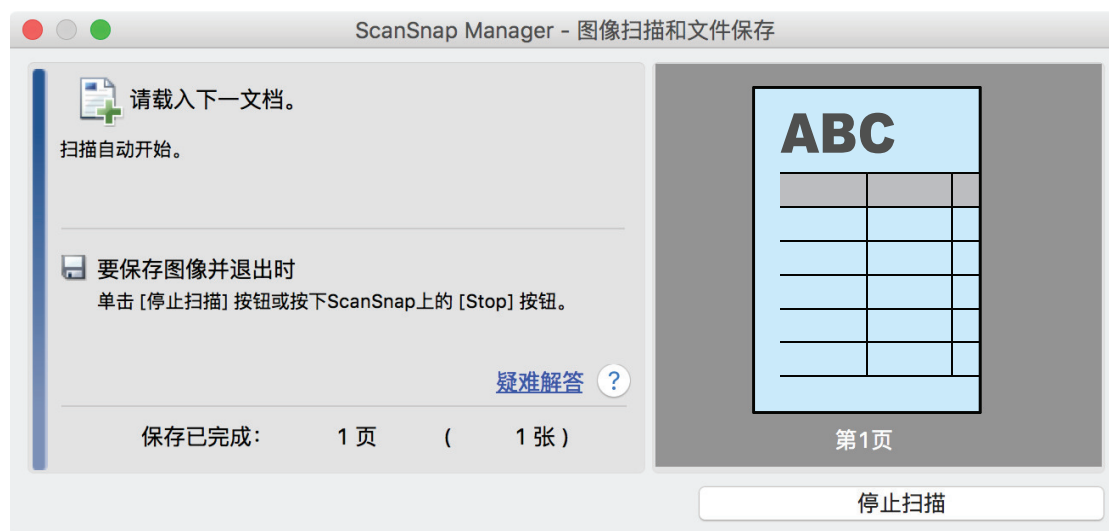 ScanSnap Manager - 图像扫描和文件保存
请载入下一文档。
扫描自动开始。
要保存图像并退出时
单击 [停止扫描] 按钮或按下ScanSnap上的 [Stop] 按钮。
疑难解答 ?
保存已完成: 1 页 ( 1 张 )
ABC
第1页
停止扫描